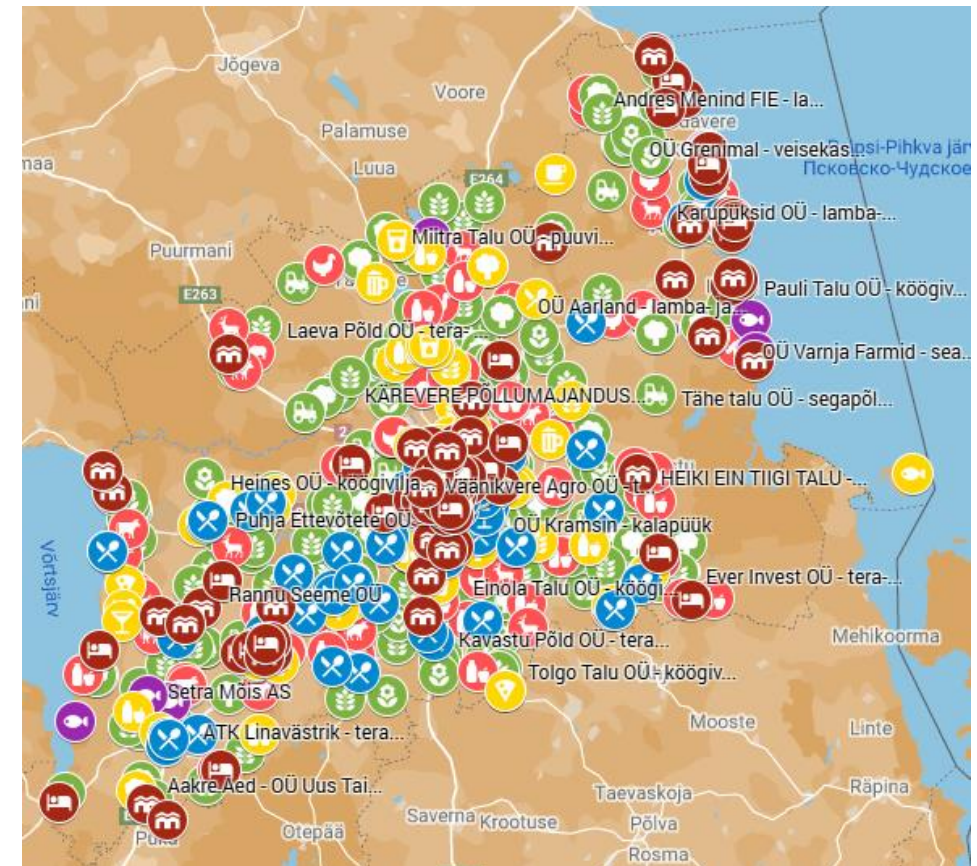 Jõgeva
Voore
Andres Menind FIE - la...
Palamuse
maa
Luua
OÜ Grenimal - veisekas...
Псковско-Чудское
E264
Karupüksid OÜ - lamba-...
Miitra Talu OÜ - puuvi...
Puurmani
E263
Pauli Talu OÜ - köögiv...
OÜ Aarland - lamba- ja...
Laeva Põld OÜ - tera-...
OÜ Varnja Farmid - sea...
KÄREVERE PÕLLUMAJANDUS...
Tähe talu OÜ - segapõl...
Heines OÜ - köögivilja...
Väänikvere Agro OÜ - t...
HEIKI EIN TIIGI TALU -...
Puhja Ettevõtete OÜ
OÜ Kramsin - kalapüük
Võrtsjärv
Rannu Seeme OÜ
Einola Talu OÜ - köögi...
Ever Invest OÜ - tera-...
Kavastu Põld OÜ - tera...
Mehikoorma
Tolgo Talu OÜ - köögiv...
Setra Mõis AS
Mooste
Linte
ATK Linavästrik - tera...
Aakre Aed - OÜ Uus Tai...
Taevaskoja
Räpina
Saverna
Krootuse
Põlva
Otepää
Puka
Rosma